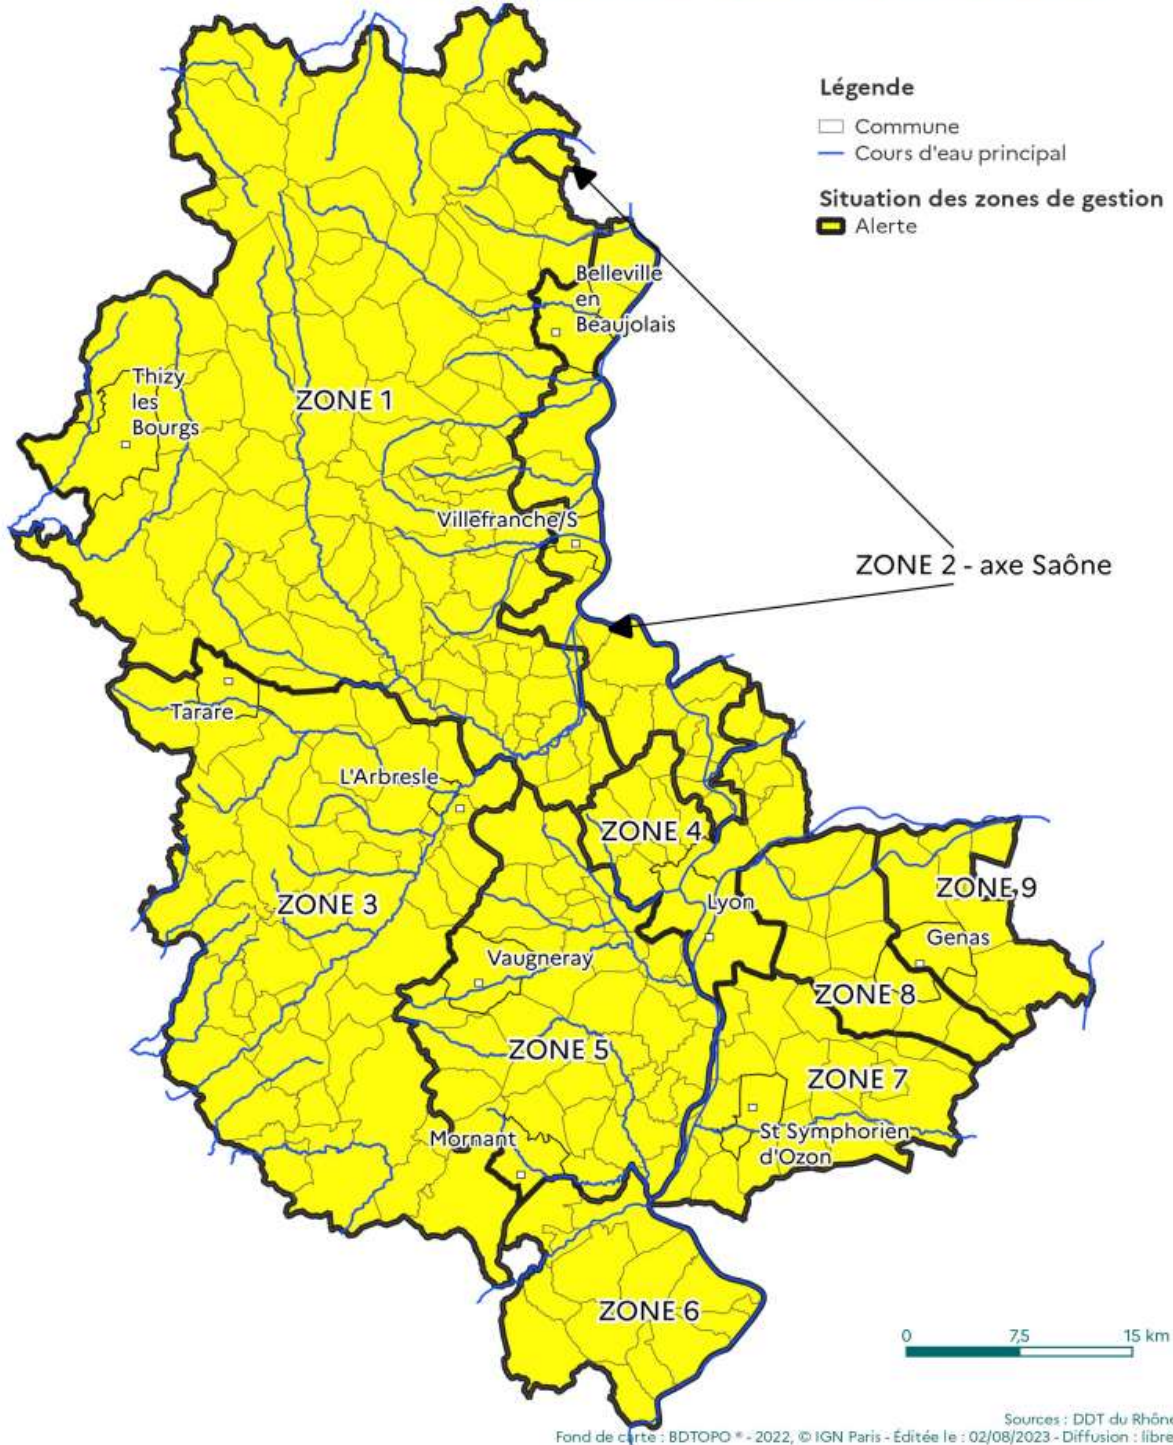 Légende
Commune
Cours d'eau principal
Situation des zones de gestion
Alerte
Belleville
en
Beaujolais
Thizy
les
Bourgs
ZONE 1
Villefranche/S
ZONE 2 - axe Saône
Tarare
L'Arbresle
ZONE 4
ZONE 9
ZONE 3
Lyon
Genas
Vaugneray
ZONE 8
ZONE 5
ZONE 7
Mornant
St Symphorien
d'Ozon
ZONE 6
0 7,5 15 km
Sources : DDT du Rhône
Fond de carte : BDTOPO ® - 2022, © IGN Paris - Éditée le : 02/08/2023 - Diffusion : libre